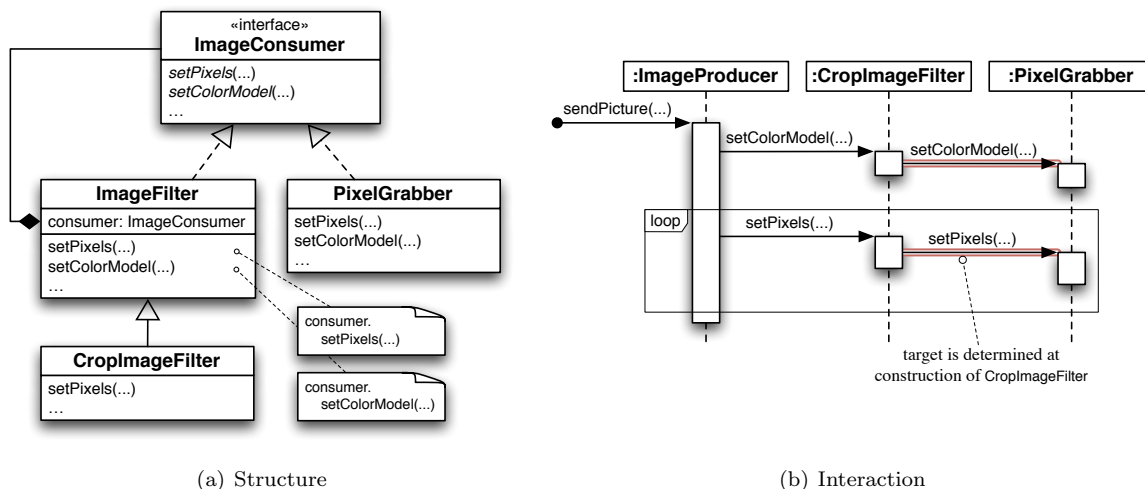 «interface»
ImageConsumer
setPixels(...)
setColorModel(...)
...
ImageFilter
consumer: ImageConsumer
setPixels(...)
setColorModel(...)
...
PixelGrabber
setPixels(...)
setColorModel(...)
...
consumer.
setPixels(...)
consumer.
setColorModel(...)
CropImageFilter
setPixels(...)
...
(a) Structure
:ImageProducer
:CropImageFilter
:PixelGrabber
sendPicture(...)
setColorModel(...)
setColorModel(...)
loop
setPixels(...)
setPixels(...)
target is determined at
construction of CropImageFilter
(b) Interaction